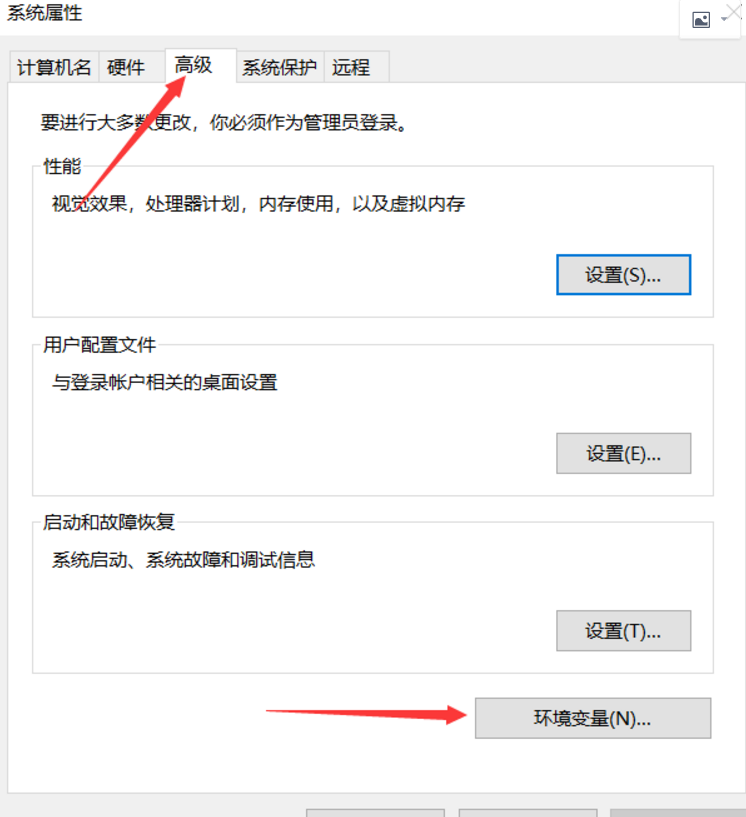 系统属性
计算机名 硬件 高级 系统保护 远程
要进行大多数更改，你必须作为管理员登录。
性能
视觉效果，处理器计划，内存使用，以及虚拟内存
设置(S)...
用户配置文件
与登录帐户相关的桌面设置
设置(E)...
启动和故障恢复
系统启动、系统故障和调试信息
设置(T)...
环境变量(N)...